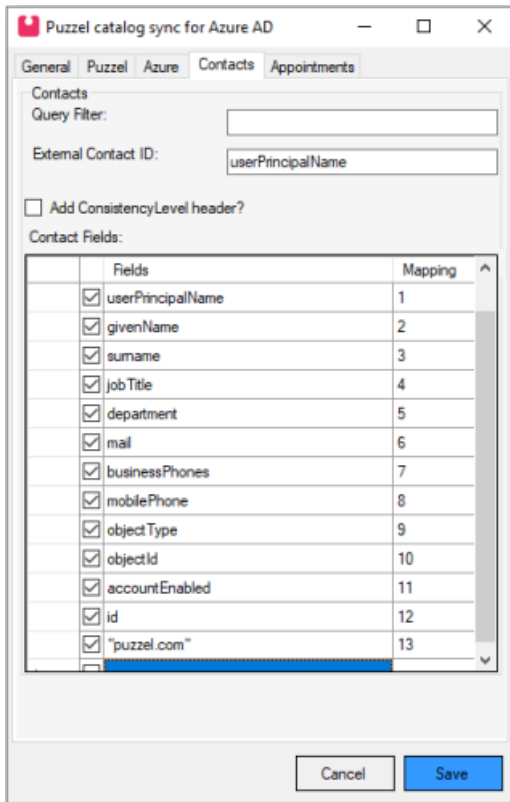 Puzzel catalog sync for Azure AD
General Puzzel Azure Contacts Appointments
Contacts
Query Filter:
External Contact ID: userPrincipalName
Add ConsistencyLevel header?
Contact Fields:
Fields Mapping
userPrincipalName 1
givenName 2
surname 3
jobTitle 4
department 5
mail 6
businessPhones 7
mobilePhone 8
objectType 9
objectId 10
accountEnabled 11
id 12
"puzzel.com" 13
Cancel Save